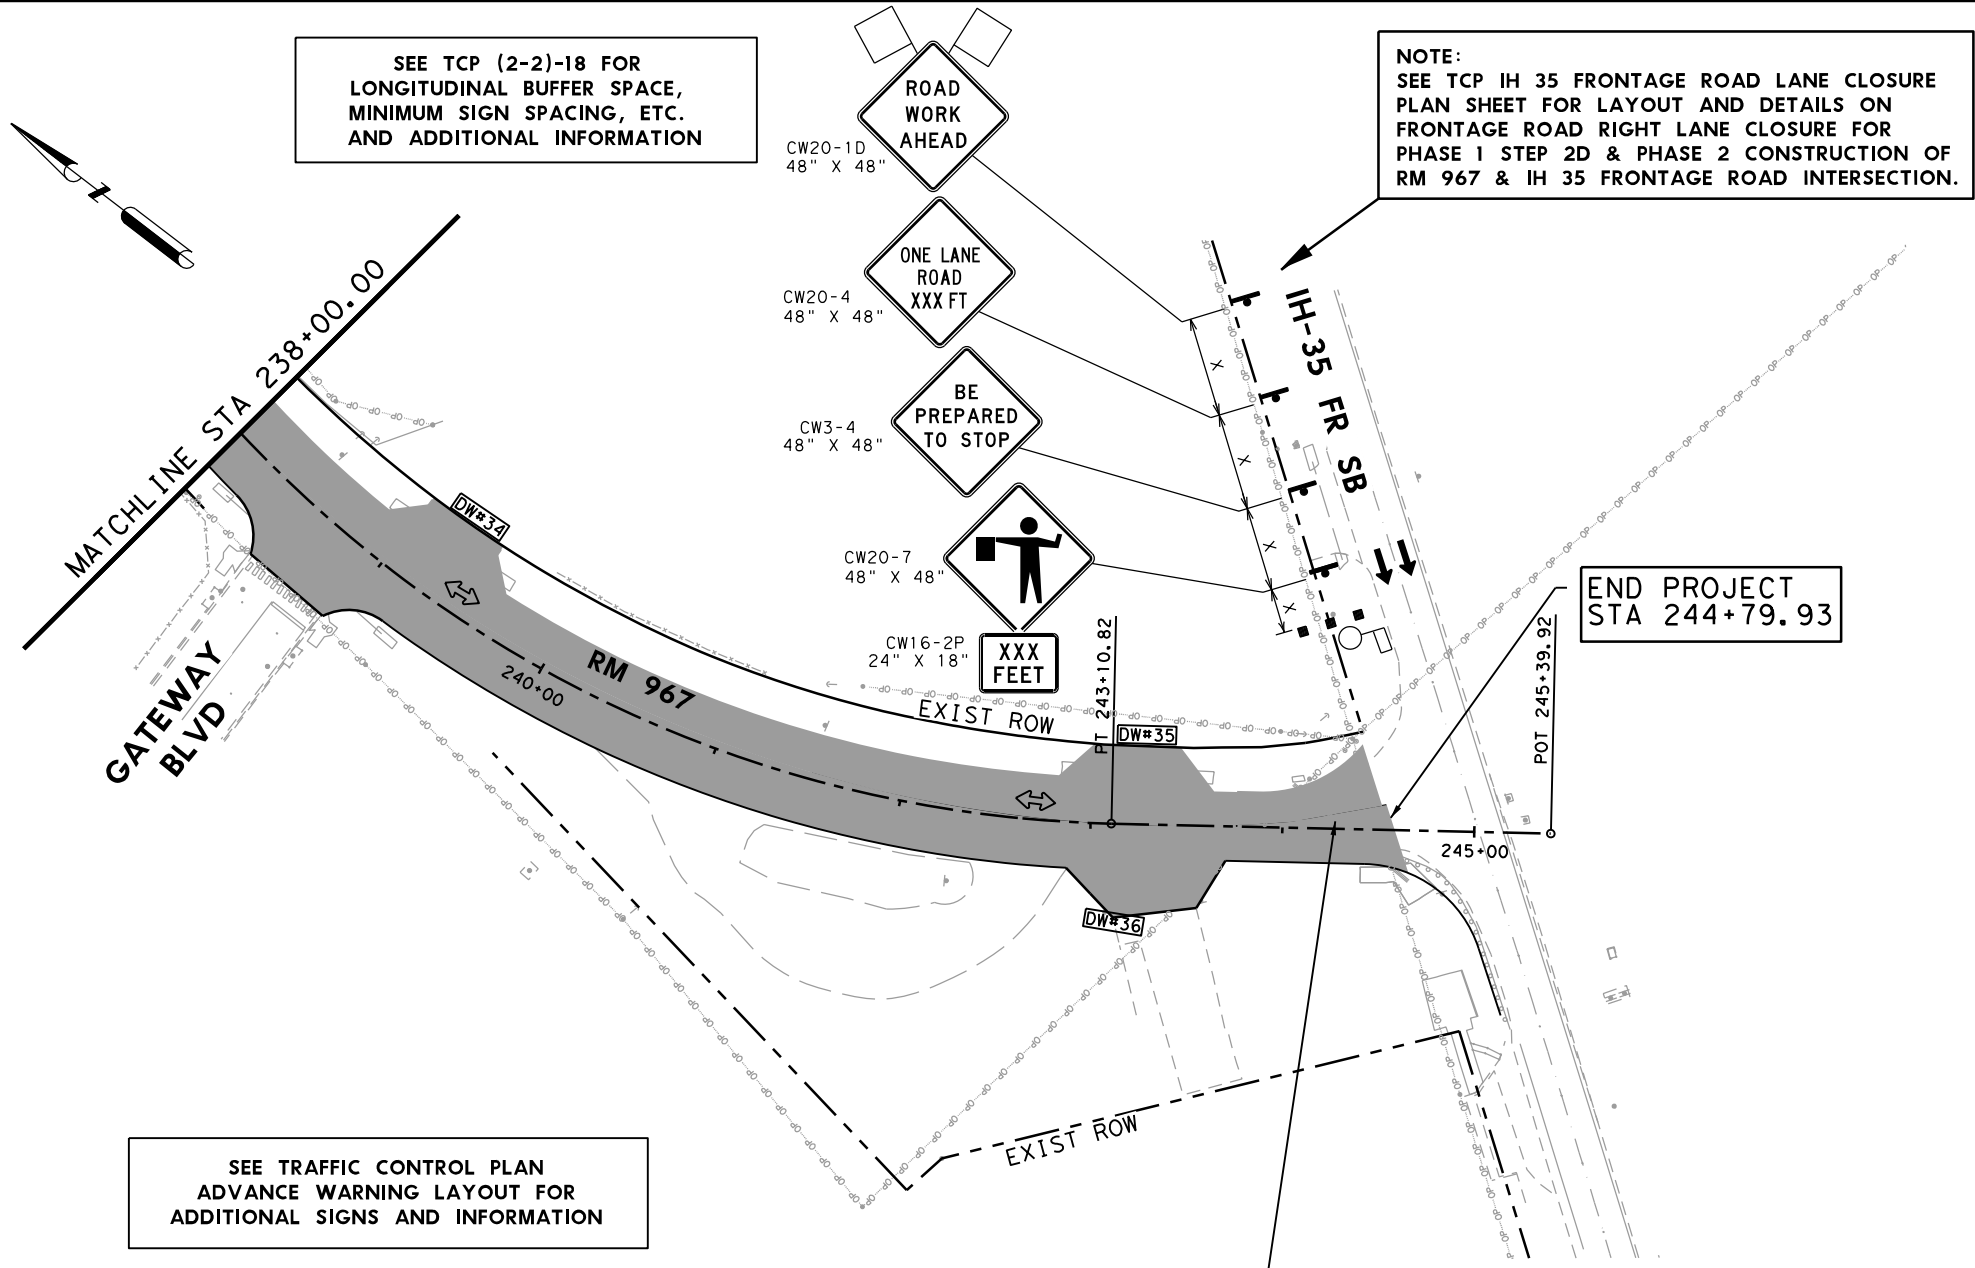 SEE TCP (2-2)-18 FOR
LONGITUDINAL BUFFER SPACE,
MINIMUM SIGN SPACING, ETC.
AND ADDITIONAL INFORMATION
ROAD
WORK
AHEAD
CW20-1D
48" X 48"
NOTE:
SEE TCP IH 35 FRONTAGE ROAD LANE CLOSURE
PLAN SHEET FOR LAYOUT AND DETAILS ON
FRONTAGE ROAD RIGHT LANE CLOSURE FOR
PHASE 1 STEP 2D & PHASE 2 CONSTRUCTION OF
RM 967 & IH 35 FRONTAGE ROAD INTERSECTION.
N
ONE LANE
ROAD
XXX FT
CW20-4
48" X 48"
MATCHLINE STA 238+00.00
IH-35 FR SB
BE
PREPARED
TO STOP
CW3-4
48" X 48"
X
X
X
X
DW#34
CW20-7
48" X 48"
CW16-2P
24" X 18"
XXX
FEET
END PROJECT
STA 244+79.93
PT 243+10.82
POT 245+39.92
GATEWAY
BLVD
RM 967
240+00
EXIST ROW
DW#35
245+00
DW#36
EXIST ROW
SEE TRAFFIC CONTROL PLAN
ADVANCE WARNING LAYOUT FOR
ADDITIONAL SIGNS AND INFORMATION